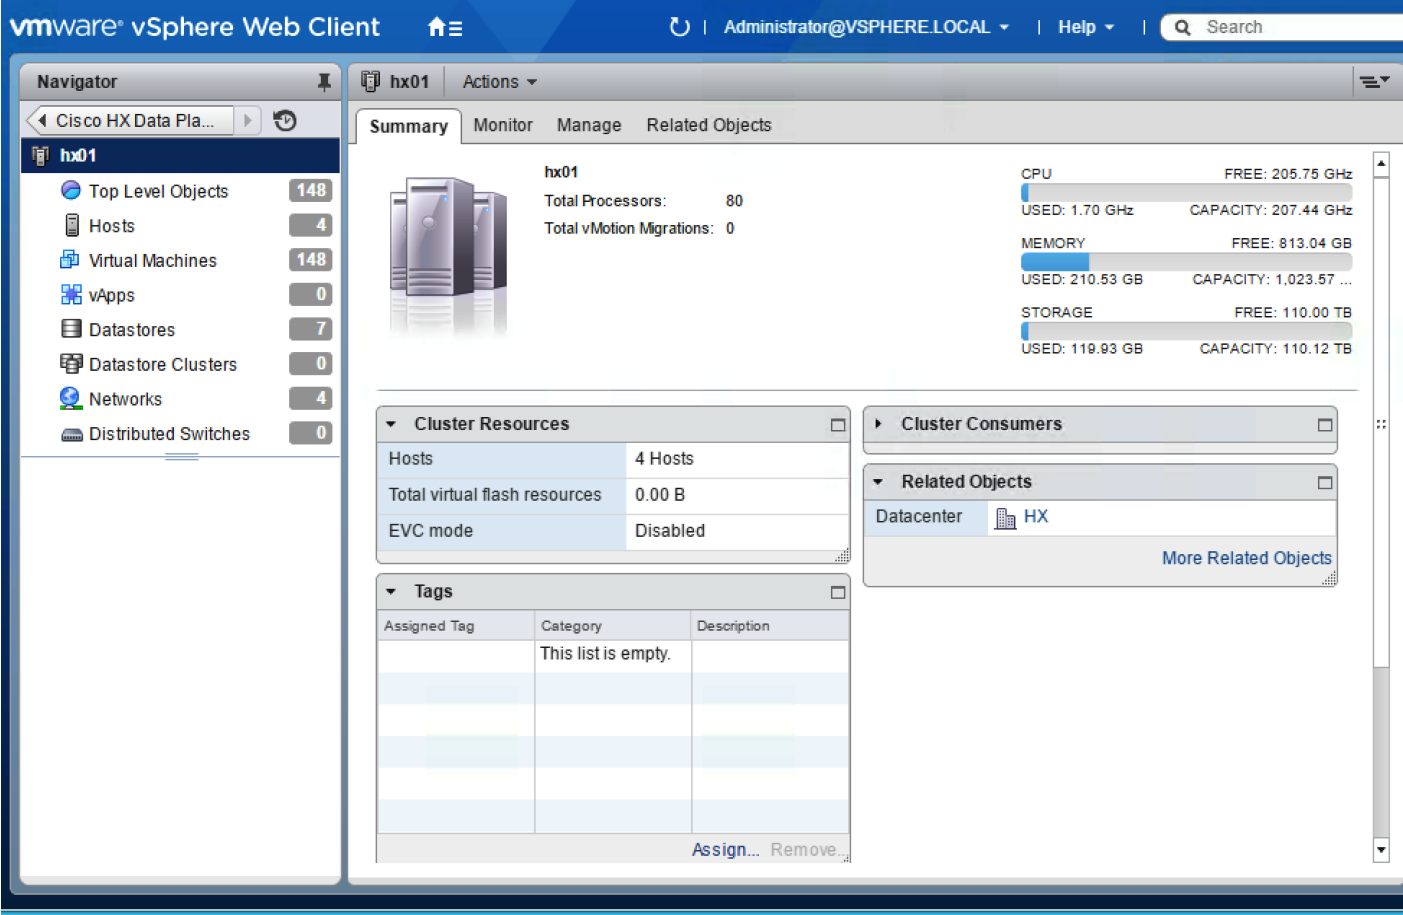 vmware® vSphere Web Client
Administrator@VSPHERE.LOCAL
Help
Search
Navigator
Cisco HX Data Pla...
hx01
Top Level Objects 148
Hosts 4
Virtual Machines 148
vApps 0
Datastores 7
Datastore Clusters 0
Networks 4
Distributed Switches 0
hx01 Actions
Summary Monitor Manage Related Objects
hx01
Total Processors: 80
Total vMotion Migrations: 0
CPU FREE: 205.75 GHz
USED: 1.70 GHz CAPACITY: 207.44 GHz
MEMORY FREE: 813.04 GB
USED: 210.53 GB CAPACITY: 1,023.57 ...
STORAGE FREE: 110.00 TB
USED: 119.93 GB CAPACITY: 110.12 TB
Cluster Resources
Hosts 4 Hosts
Total virtual flash resources 0.00 B
EVC mode Disabled
Tags
Assigned Tag Category Description
This list is empty.
Assign... Remove...
Cluster Consumers
Related Objects
Datacenter HX
More Related Objects